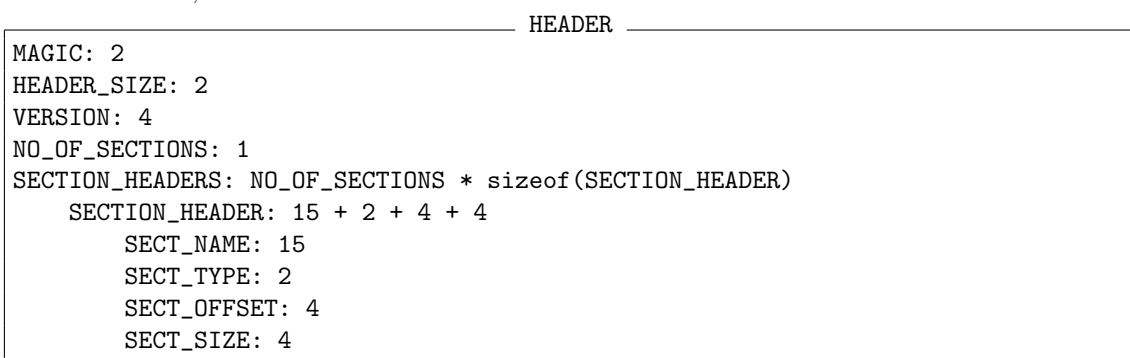 HEADER
MAGIC: 2
HEADER_SIZE: 2
VERSION: 4
NO_OF_SECTIONS: 1
SECTION_HEADERS: NO_OF_SECTIONS * sizeof(SECTION_HEADER)
    SECTION_HEADER: 15 + 2 + 4 + 4
        SECT_NAME: 15
        SECT_TYPE: 2
        SECT_OFFSET: 4
        SECT_SIZE: 4